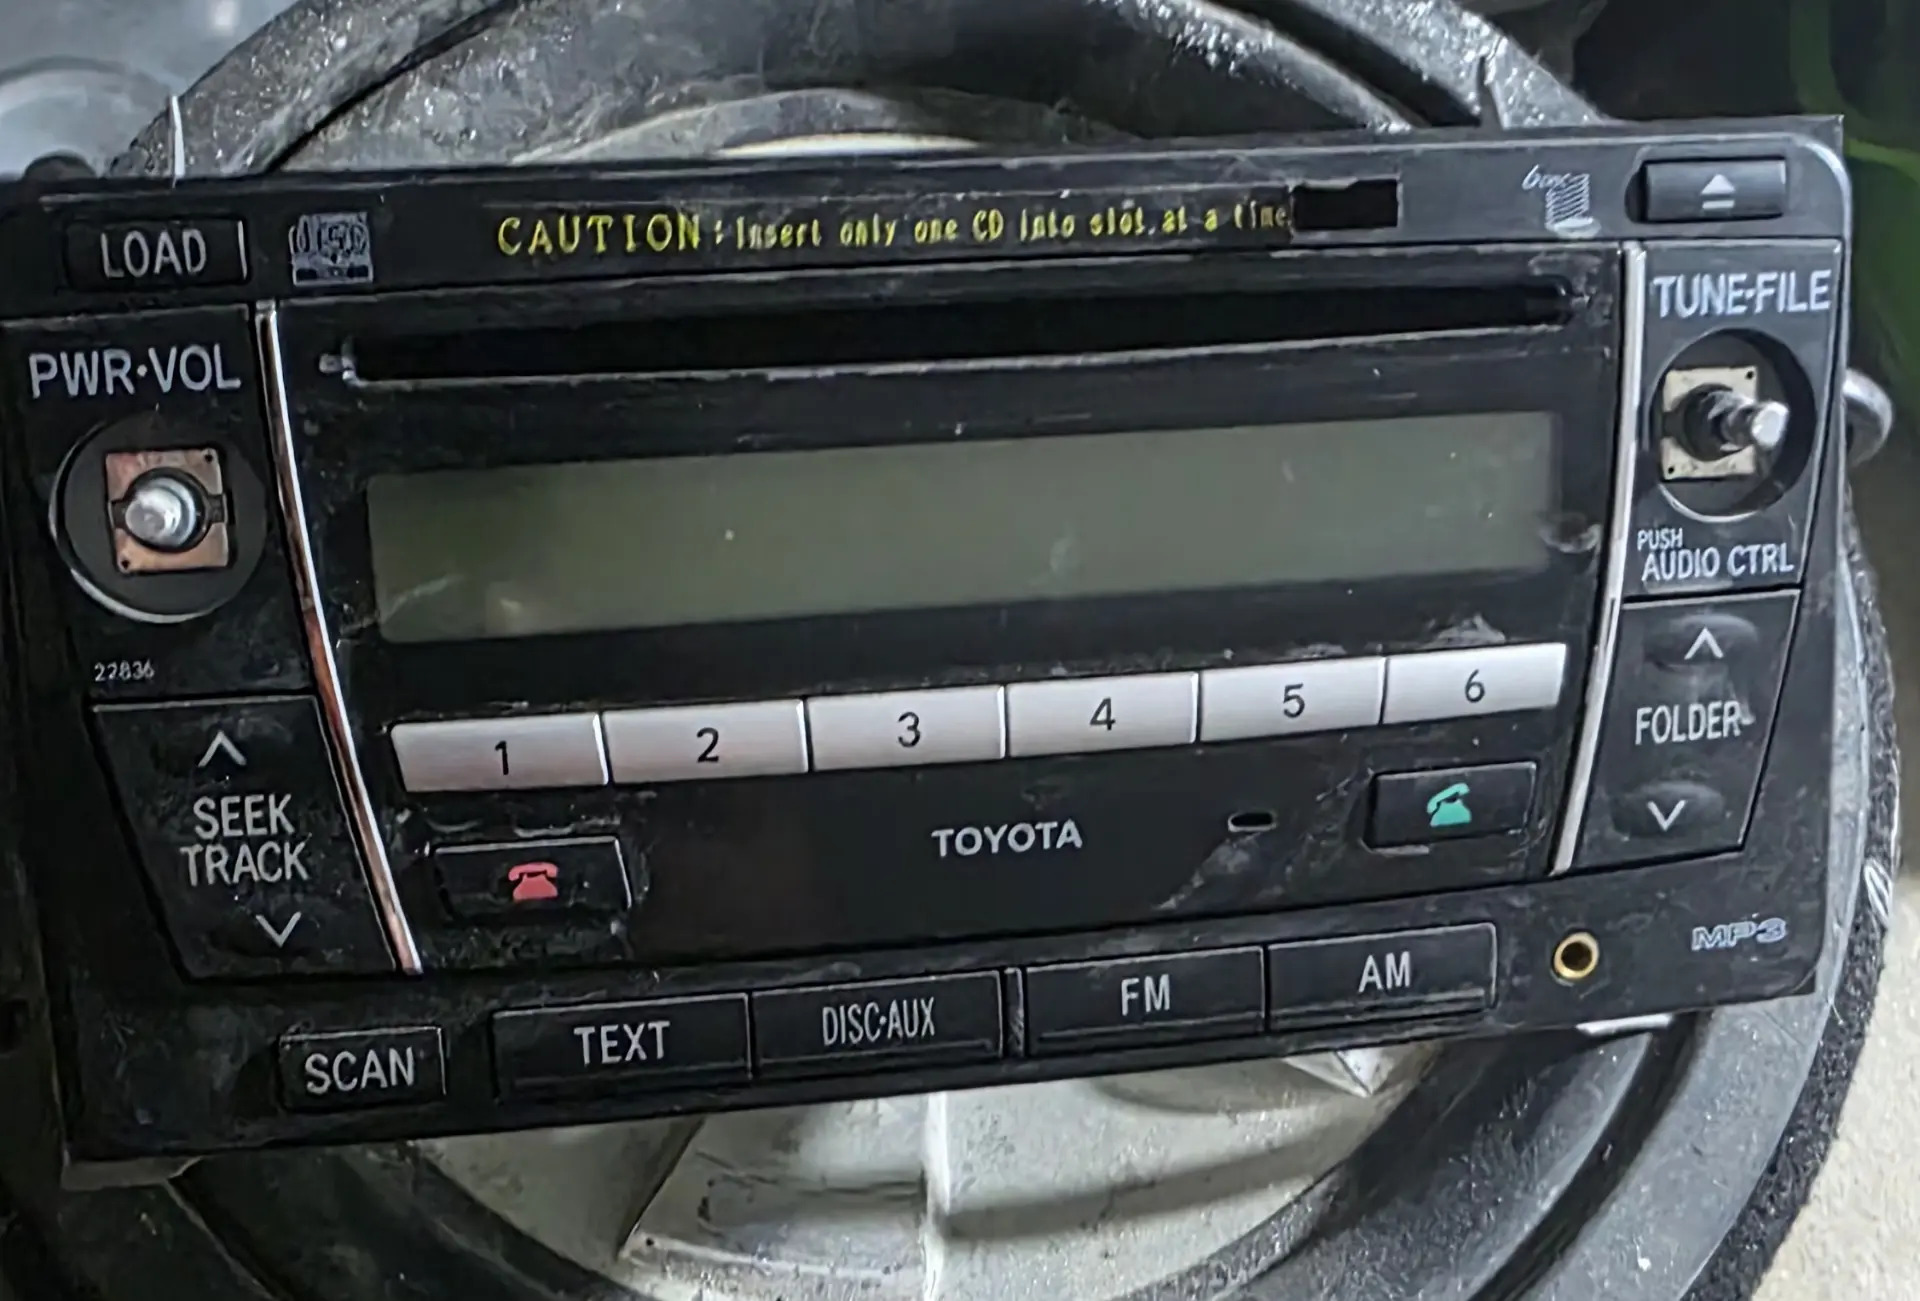 LOAD
CAUTION : Insert only one CD into slot, at a time.
TUNE·FILE
PWR·VOL
PUSH
AUDIO CTRL
22836
1 2 3 4 5 6
FOLDER
SEEK
TRACK
TOYOTA
MP3
SCAN
TEXT
DISC·AUX
FM
AM